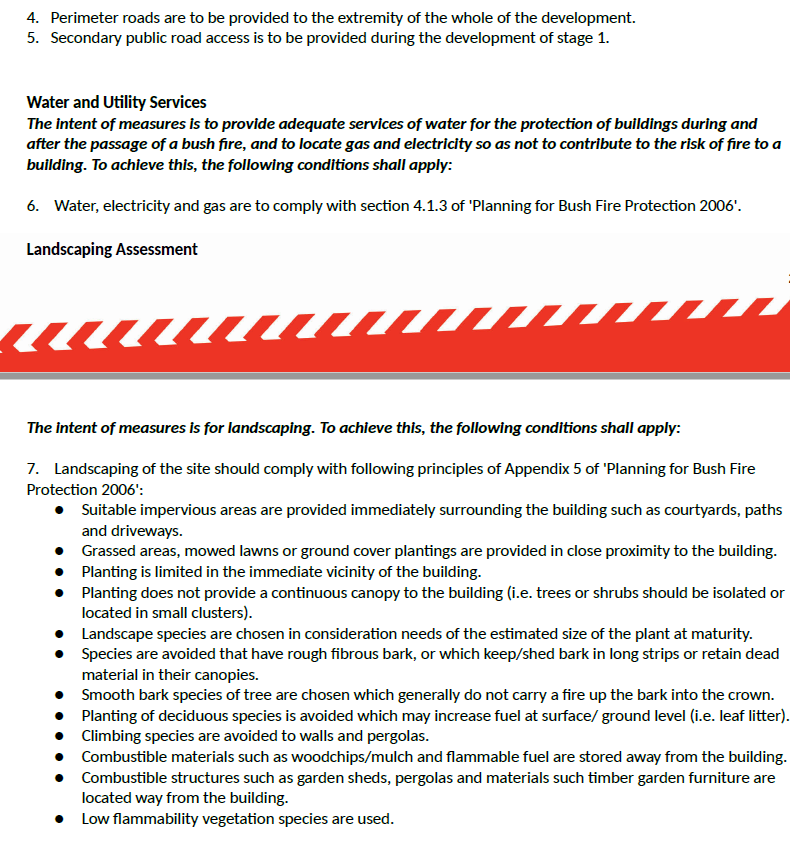 4. Perimeter roads are to be provided to the extremity of the whole of the development.
5. Secondary public road access is to be provided during the development of stage 1.
Water and Utility Services
The intent of measures is to provide adequate services of water for the protection of buildings during and
after the passage of a bush fire, and to locate gas and electricity so as not to contribute to the risk of fire to a
building. To achieve this, the following conditions shall apply:
6. Water, electricity and gas are to comply with section 4.1.3 of 'Planning for Bush Fire Protection 2006'.
Landscaping Assessment
The intent of measures is for landscaping. To achieve this, the following conditions shall apply:
7. Landscaping of the site should comply with following principles of Appendix 5 of 'Planning for Bush Fire
Protection 2006':
● Suitable impervious areas are provided immediately surrounding the building such as courtyards, paths
and driveways.
● Grassed areas, mowed lawns or ground cover plantings are provided in close proximity to the building.
● Planting is limited in the immediate vicinity of the building.
● Planting does not provide a continuous canopy to the building (i.e. trees or shrubs should be isolated or
located in small clusters).
● Landscape species are chosen in consideration needs of the estimated size of the plant at maturity.
● Species are avoided that have rough fibrous bark, or which keep/shed bark in long strips or retain dead
material in their canopies.
● Smooth bark species of tree are chosen which generally do not carry a fire up the bark into the crown.
● Planting of deciduous species is avoided which may increase fuel at surface/ ground level (i.e. leaf litter).
● Climbing species are avoided to walls and pergolas.
● Combustible materials such as woodchips/mulch and flammable fuel are stored away from the building.
● Combustible structures such as garden sheds, pergolas and materials such timber garden furniture are
located way from the building.
● Low flammability vegetation species are used.